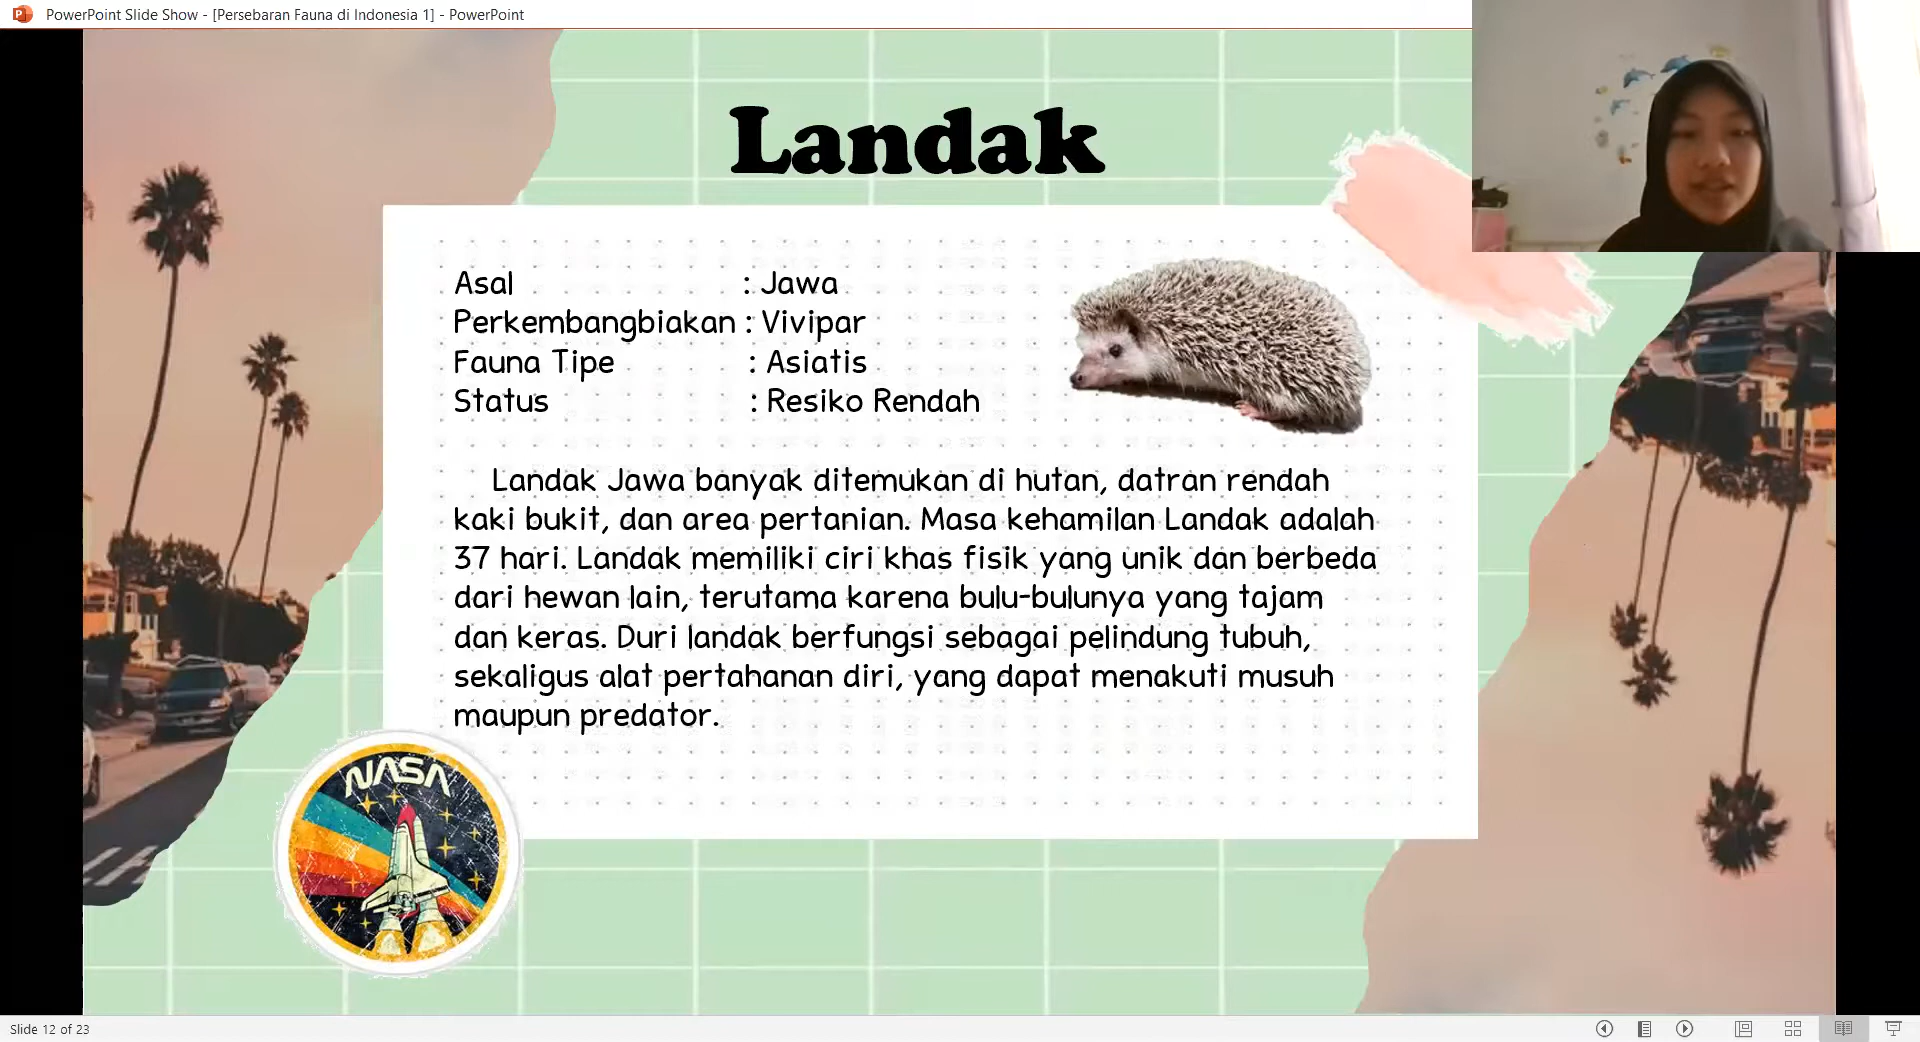 PowerPoint Slide Show - [Persebaran Fauna di Indonesia 1] - PowerPoint
Landak
Asal : Jawa
Perkembangbiakan : Vivipar
Fauna Tipe : Asiatis
Status : Resiko Rendah
Landak Jawa banyak ditemukan di hutan, datran rendah
kaki bukit, dan area pertanian. Masa kehamilan Landak adalah
37 hari. Landak memiliki ciri khas fisik yang unik dan berbeda
dari hewan lain, terutama karena bulu-bulunya yang tajam
dan keras. Duri landak berfungsi sebagai pelindung tubuh,
sekaligus alat pertahanan diri, yang dapat menakuti musuh
maupun predator.
NASA
Slide 12 of 23